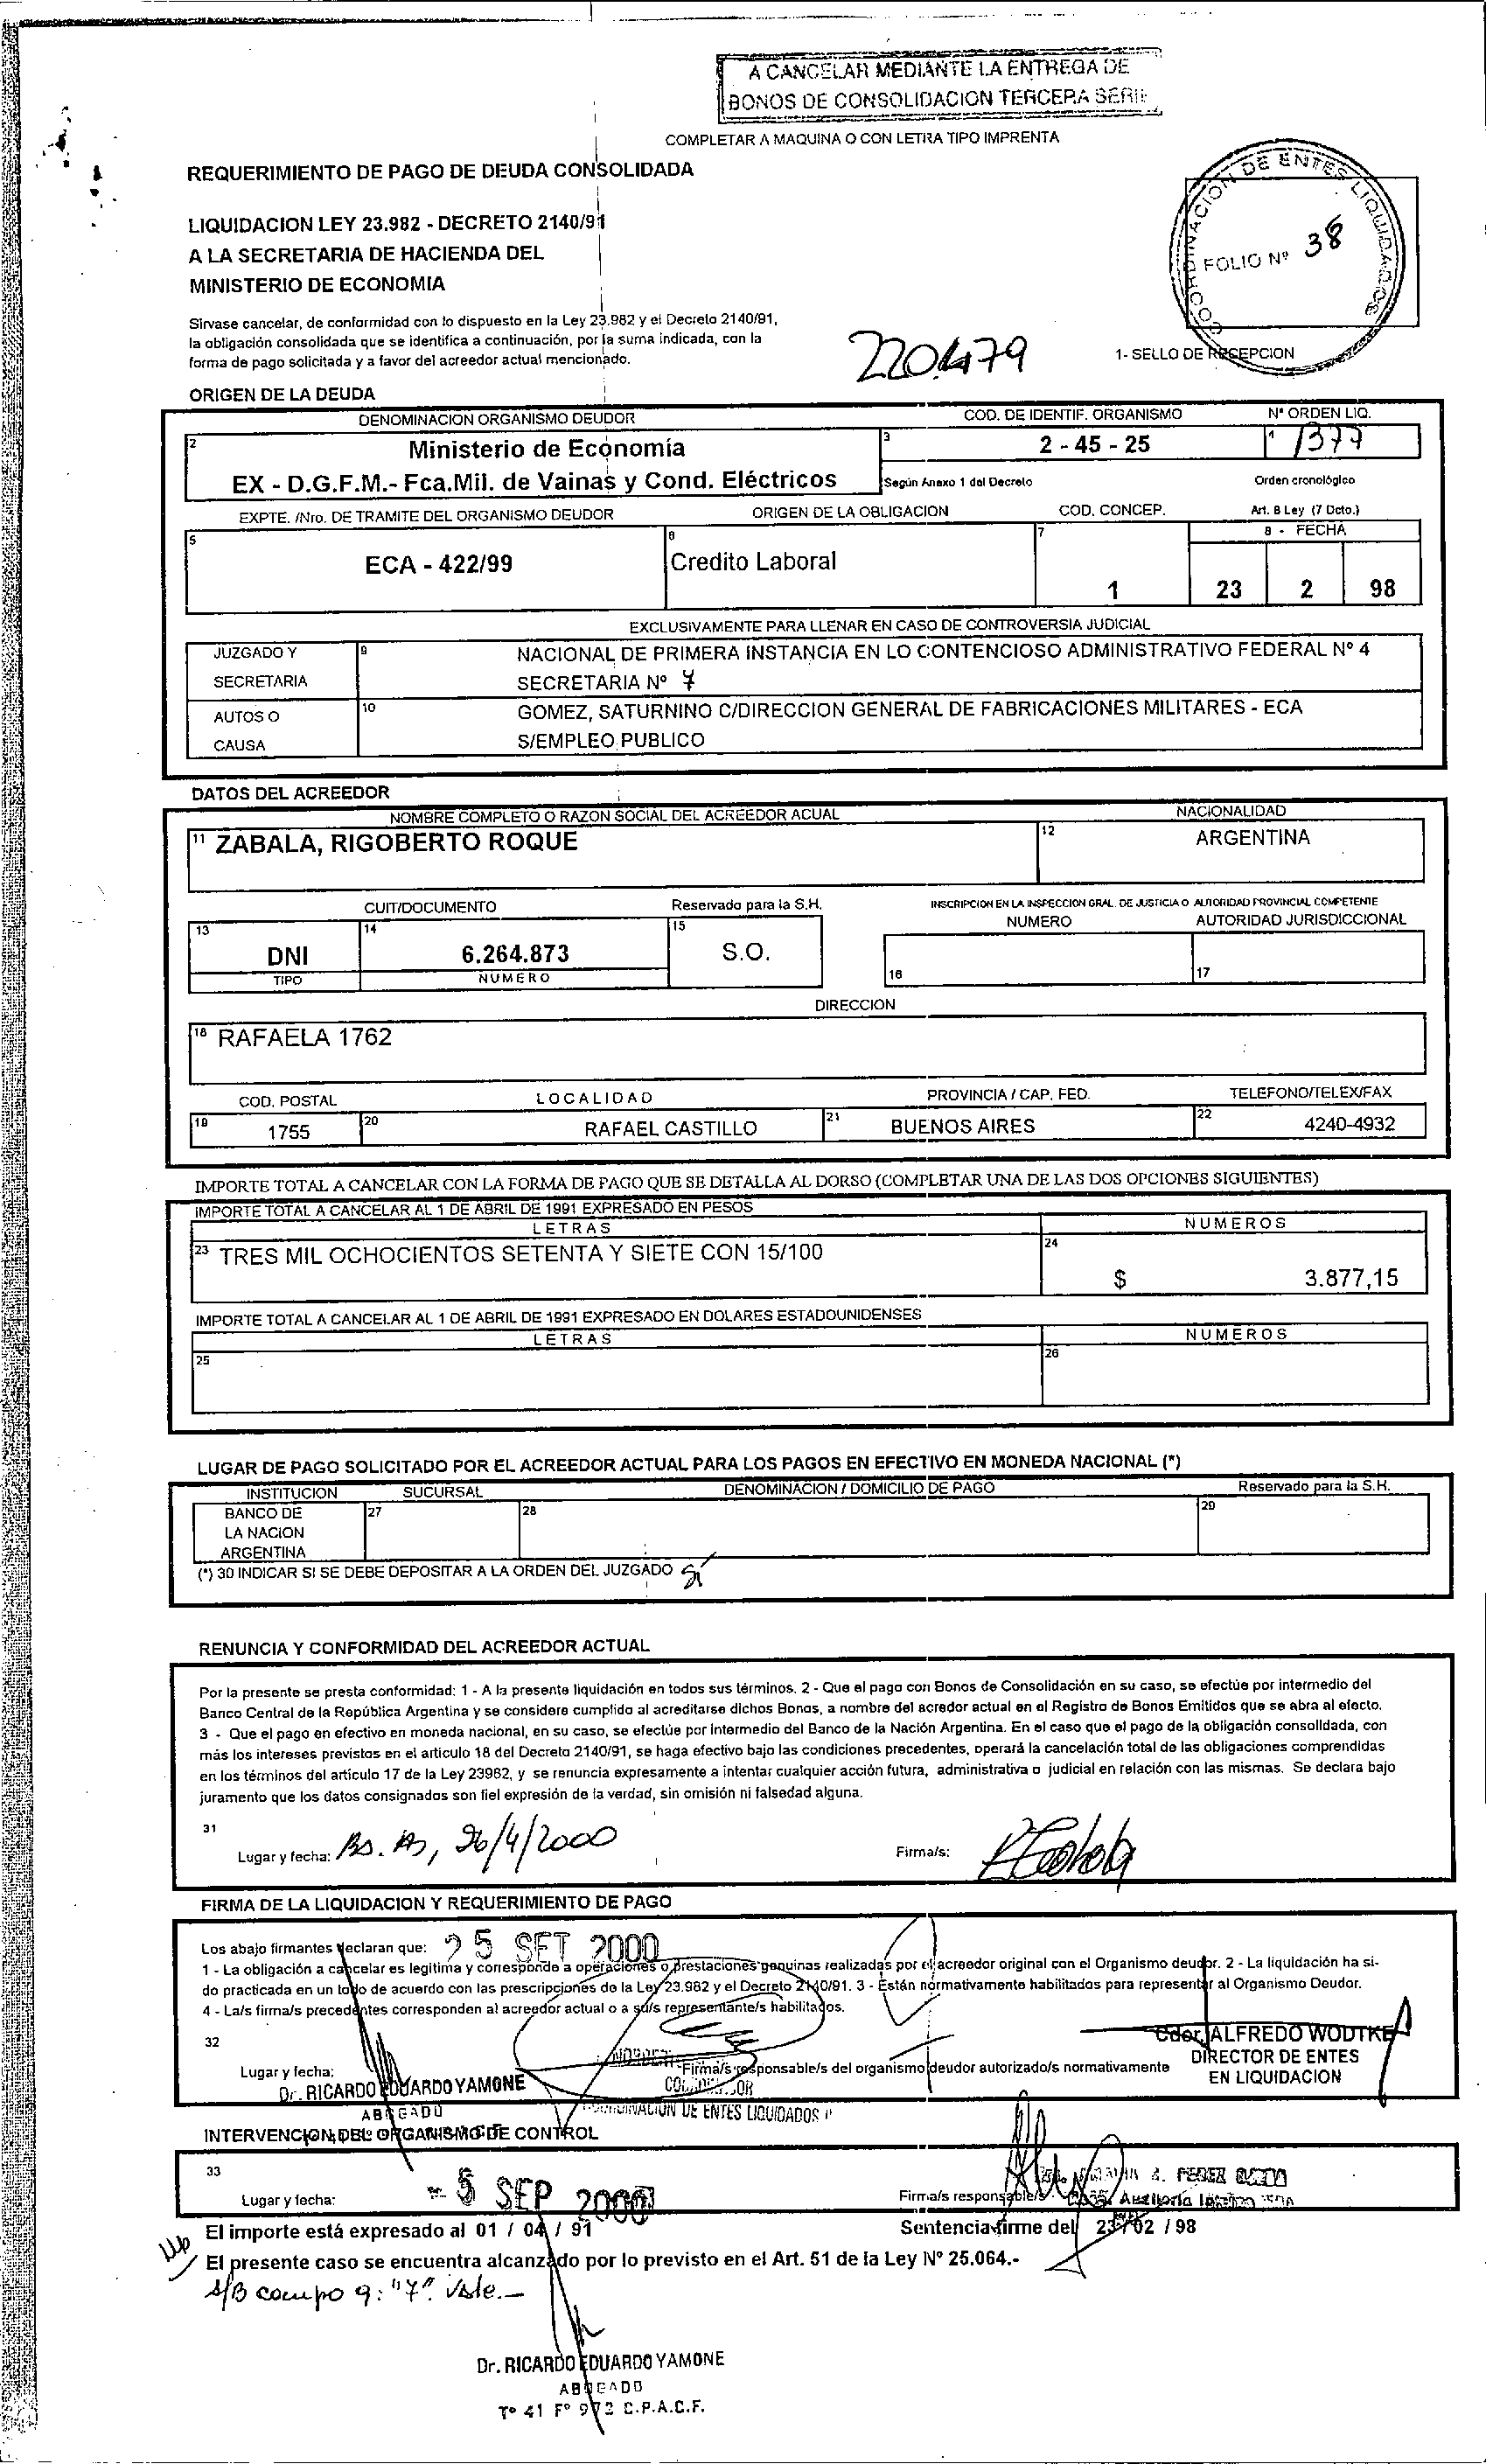 A CANCELAR MEDIANTE LA ENTREGA DE
BONOS DE CONSOLIDACION TERCERA SERIE
COMPLETAR A MAQUINA O CON LETRA TIPO IMPRENTA
REQUERIMIENTO DE PAGO DE DEUDA CONSOLIDADA
LIQUIDACION LEY 23.982 - DECRETO 2140/91
A LA SECRETARIA DE HACIENDA DEL
MINISTERIO DE ECONOMIA
COORDINACION DE ENTES LIQUIDADOS
FOLIO Nº 38
Sirvase cancelar, de conformidad con lo dispuesto en la Ley 23.982 y el Decreto 2140/91,
la obligación consolidada que se identifica a continuación, por la suma indicada, con la
forma de pago solicitada y a favor del acreedor actual mencionado.
220.479
1- SELLO DE RECEPCION
ORIGEN DE LA DEUDA
DENOMINACION ORGANISMO DEUDOR COD. DE IDENTIF. ORGANISMO Nº ORDEN LIQ.
2 Ministerio de Economía 3 2 - 45 - 25 1377
EX - D.G.F.M.- Fca.Mil. de Vainas y Cond. Eléctricos Según Anexo 1 del Decreto Orden cronológico
EXPTE. /Nro. DE TRAMITE DEL ORGANISMO DEUDOR ORIGEN DE LA OBLIGACION COD. CONCEP. Art. 8 Ley (7 Dcto.)
8 - FECHA
5 ECA - 422/99 6 Credito Laboral 7 1 23 2 98
EXCLUSIVAMENTE PARA LLENAR EN CASO DE CONTROVERSIA JUDICIAL
JUZGADO Y 9 NACIONAL DE PRIMERA INSTANCIA EN LO CONTENCIOSO ADMINISTRATIVO FEDERAL Nº 4
SECRETARIA SECRETARIA Nº 7
AUTOS O 10 GOMEZ, SATURNINO C/DIRECCION GENERAL DE FABRICACIONES MILITARES - ECA
CAUSA S/EMPLEO PUBLICO
DATOS DEL ACREEDOR
NOMBRE COMPLETO O RAZON SOCIAL DEL ACREEDOR ACUAL NACIONALIDAD
11 ZABALA, RIGOBERTO ROQUE 12 ARGENTINA
CUIT/DOCUMENTO Reservado para la S.H. INSCRIPCION EN LA INSPECCION GRAL. DE JUSTICIA O AUTORIDAD PROVINCIAL COMPETENTE
NUMERO AUTORIDAD JURISDICCIONAL
13 DNI 14 6.264.873 15 S.O. 16 17
TIPO NUMERO
DIRECCION
18 RAFAELA 1762
COD. POSTAL LOCALIDAD PROVINCIA / CAP. FED. TELEFONO/TELEX/FAX
19 1755 20 RAFAEL CASTILLO 21 BUENOS AIRES 22 4240-4932
IMPORTE TOTAL A CANCELAR CON LA FORMA DE PAGO QUE SE DETALLA AL DORSO (COMPLETAR UNA DE LAS DOS OPCIONES SIGUIENTES)
IMPORTE TOTAL A CANCELAR AL 1 DE ABRIL DE 1991 EXPRESADO EN PESOS
LETRAS NUMEROS
23 TRES MIL OCHOCIENTOS SETENTA Y SIETE CON 15/100 24 $ 3.877,15
IMPORTE TOTAL A CANCELAR AL 1 DE ABRIL DE 1991 EXPRESADO EN DOLARES ESTADOUNIDENSES
LETRAS NUMEROS
25 26
LUGAR DE PAGO SOLICITADO POR EL ACREEDOR ACTUAL PARA LOS PAGOS EN EFECTIVO EN MONEDA NACIONAL (*)
INSTITUCION SUCURSAL DENOMINACION / DOMICILIO DE PAGO Reservado para la S.H.
BANCO DE 27 28 29
LA NACION
ARGENTINA
(*) 30 INDICAR SI SE DEBE DEPOSITAR A LA ORDEN DEL JUZGADO Sí
RENUNCIA Y CONFORMIDAD DEL ACREEDOR ACTUAL
Por la presente se presta conformidad: 1 - A la presente liquidación en todos sus términos. 2 - Que el pago con Bonos de Consolidación en su caso, se efectúe por intermedio del
Banco Central de la República Argentina y se considere cumplido al acreditarse dichos Bonos, a nombre del acredor actual en el Registro de Bonos Emitidos que se abra al efecto.
3 - Que el pago en efectivo en moneda nacional, en su caso, se efectúe por Intermedio del Banco de la Nación Argentina. En el caso que el pago de la obligación consolidada, con
más los intereses previstos en el articulo 18 del Decreto 2140/91, se haga efectivo bajo las condiciones precedentes, operará la cancelación total de las obligaciones comprendidas
en los términos del artículo 17 de la Ley 23982, y se renuncia expresamente a intentar cualquier acción futura, administrativa o judicial en relación con las mismas. Se declara bajo
juramento que los datos consignados son fiel expresión de la verdad, sin omisión ni falsedad alguna.
31
Lugar y fecha: Bs. As, 26/4/2000 Firma/s:
FIRMA DE LA LIQUIDACION Y REQUERIMIENTO DE PAGO
Los abajo firmantes declaran que: 25 SET 2000
1 - La obligación a cancelar es legitima y corresponde a operaciones o prestaciones genuinas realizadas por el acreedor original con el Organismo deudor. 2 - La liquidación ha si-
do practicada en un todo de acuerdo con las prescripciones de la Ley 23.982 y el Decreto 2140/91. 3 - Están normativamente habilitados para representar al Organismo Deudor.
4 - La/s firma/s precedentes corresponden al acreedor actual o a su/s representante/s habilitados.
32
Cdor. ALFREDO WODTKE
DIRECTOR DE ENTES
EN LIQUIDACION
Lugar y fecha: Firma/s responsable/s del organismo deudor autorizado/s normativamente
Dr. RICARDO EDUARDO YAMONE
ABOGADO
COORDINACION DE ENTES LIQUIDADOS
INTERVENCION DEL ORGANISMO DE CONTROL
33
Lugar y fecha: - 5 SEP 2000 Firma/s responsable/s
PEREZ
El importe está expresado al 01 / 04 / 91 Sentencia firme del 23 / 02 / 98
El presente caso se encuentra alcanzado por lo previsto en el Art. 51 de la Ley Nº 25.064.-
S/B campo 9: "7". Vale.-
Dr. RICARDO EDUARDO YAMONE
ABOGADO
Tº 41 Fº 972 C.P.A.C.F.